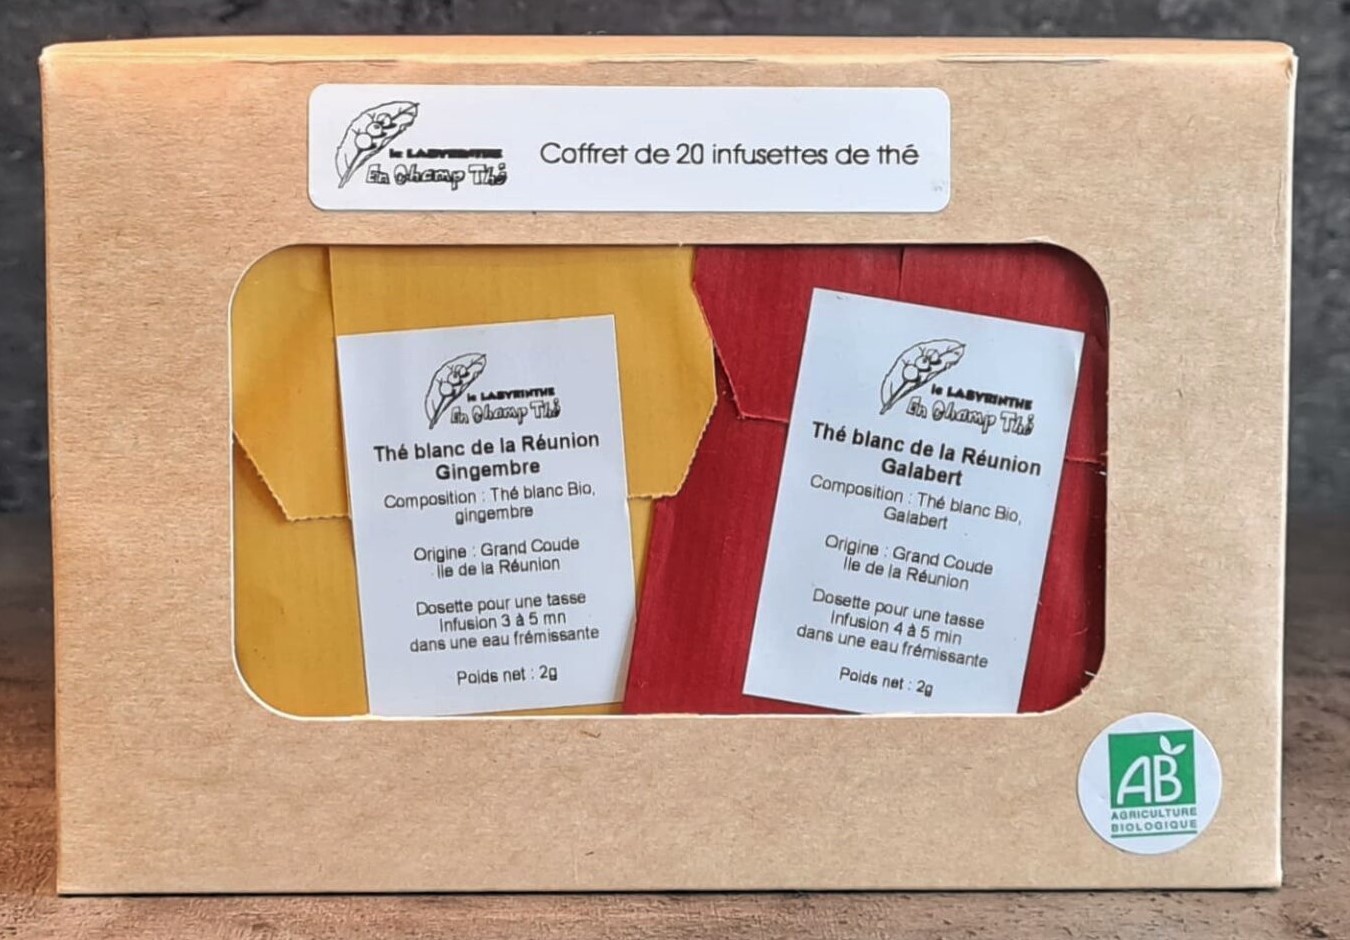 le LABYRINTHE
En Champ Thé
Coffret de 20 infusettes de thé
le LABYRINTHE
En Champ Thé
Thé blanc de la Réunion
Gingembre
Composition : Thé blanc Bio,
gingembre
Origine : Grand Coude
Ile de la Réunion
Dosette pour une tasse
Infusion 3 à 5 mn
dans une eau frémissante
Poids net : 2g
le LABYRINTHE
En Champ Thé
Thé blanc de la Réunion
Galabert
Composition : Thé blanc Bio,
Galabert
Origine : Grand Coude
Ile de la Réunion
Dosette pour une tasse
Infusion 4 à 5 min
dans une eau frémissante
Poids net : 2g
AB
AGRICULTURE
BIOLOGIQUE